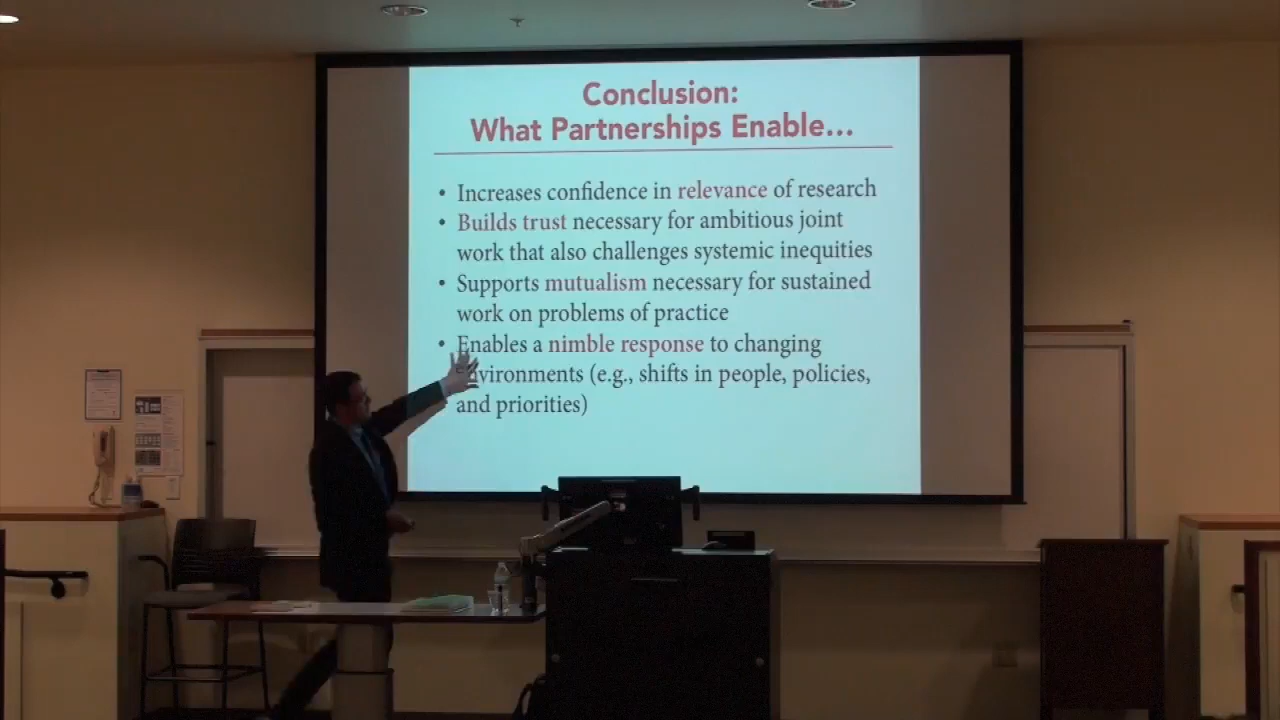 Conclusion:
What Partnerships Enable...
• Increases confidence in relevance of research
• Builds trust necessary for ambitious joint
work that also challenges systemic inequities
• Supports mutualism necessary for sustained
work on problems of practice
• Enables a nimble response to changing
environments (e.g., shifts in people, policies,
and priorities)